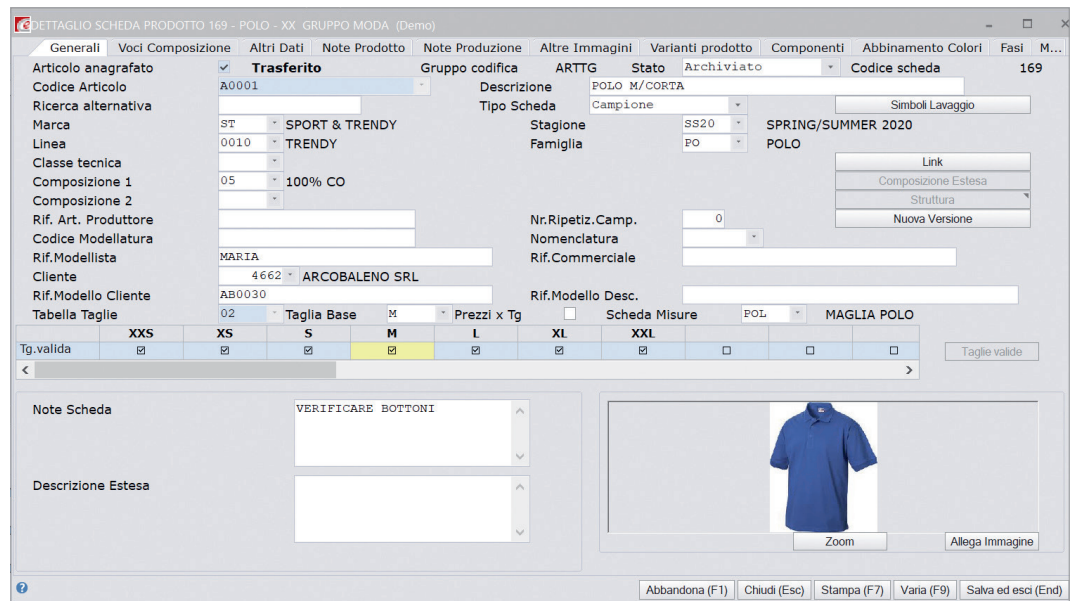 DETTAGLIO SCHEDA PRODOTTO 169 - POLO - XX GRUPPO MODA (Demo)
Generali Voci Composizione Altri Dati Note Prodotto Note Produzione Altre Immagini Varianti prodotto Componenti Abbinamento Colori Fasi M...
Articolo anagrafato Trasferito Gruppo codifica ARTTG Stato Archiviato Codice scheda 169
Codice Articolo A0001 Descrizione POLO M/CORTA
Ricerca alternativa Tipo Scheda Campione Simboli Lavaggio
Marca ST SPORT & TRENDY Stagione SS20 SPRING/SUMMER 2020
Linea 0010 TRENDY Famiglia PO POLO
Classe tecnica Link
Composizione 1 05 100% CO Composizione Estesa
Composizione 2 Struttura
Rif. Art. Produttore Nr.Ripetiz.Camp. 0 Nuova Versione
Codice Modellatura Nomenclatura
Rif.Modellista MARIA Rif.Commerciale
Cliente 4662 ARCOBALENO SRL
Rif.Modello Cliente AB0030 Rif.Modello Desc.
Tabella Taglie 02 Taglia Base M Prezzi x Tg Scheda Misure POL MAGLIA POLO
XXS XS S M L XL XXL
Tg.valida Taglie valide
Note Scheda VERIFICARE BOTTONI
Descrizione Estesa
Zoom Allega Immagine
Abbandona (F1) Chiudi (Esc) Stampa (F7) Varia (F9) Salva ed esci (End)